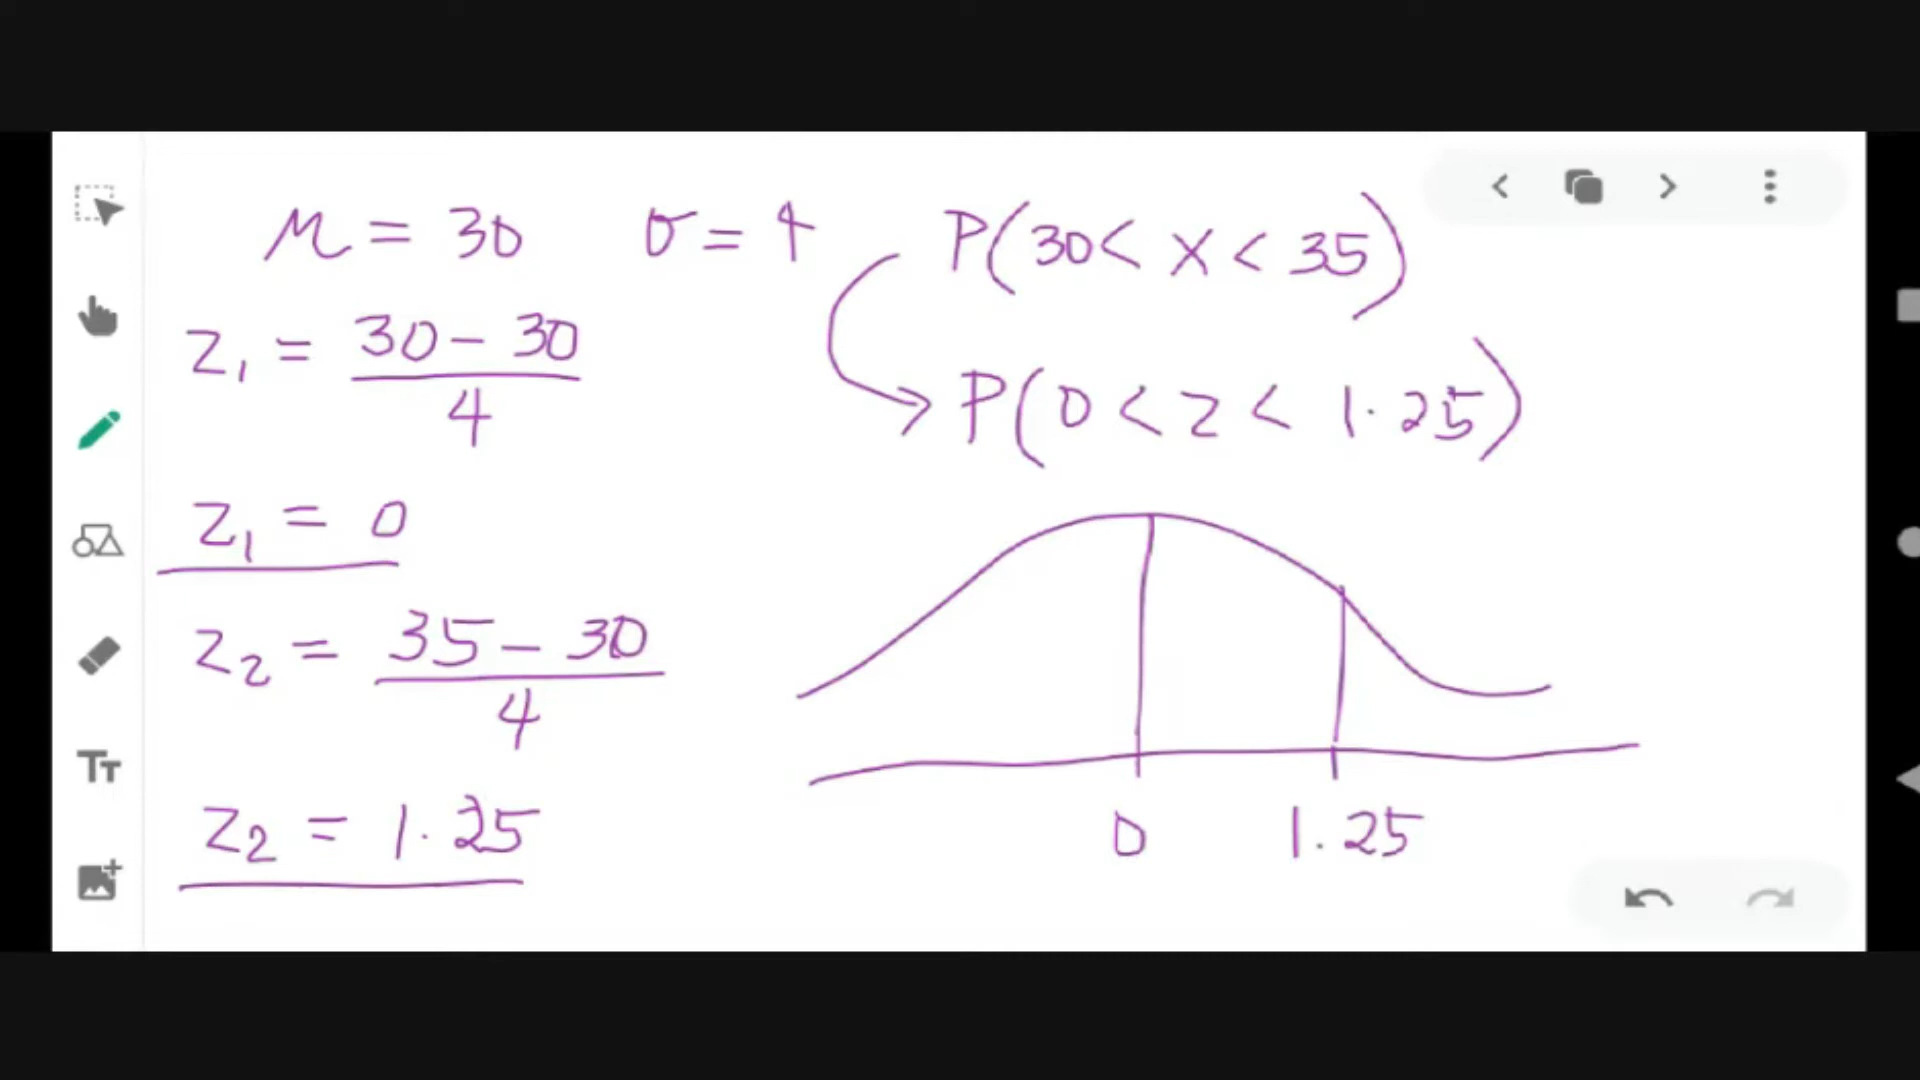 μ = 30 σ = 4 P(30 < x < 35)
z₁ = 30 - 30
4
P(0 < z < 1.25)
z₁ = 0
z₂ = 35 - 30
4
z₂ = 1.25
0 1.25
TT